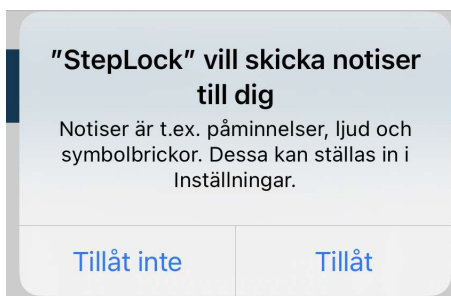 ”StepLock” vill skicka notiser
till dig
Notiser är t.ex. påminnelser, ljud och
symbolbrickor. Dessa kan ställas in i
Inställningar.
Tillåt inte
Tillåt